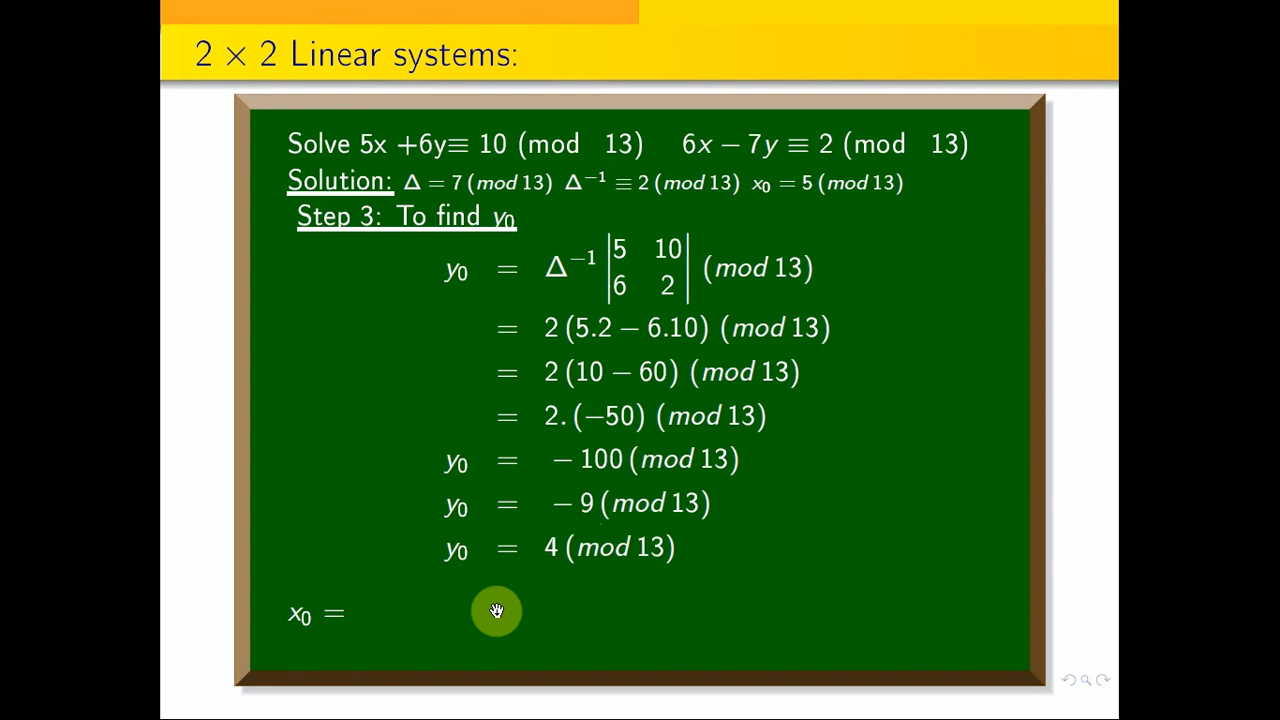 2 × 2 Linear systems:
Solve 5x +6y≡ 10 (mod 13) 6x − 7y ≡ 2 (mod 13)
Solution: Δ = 7 (mod 13) Δ⁻¹ ≡ 2 (mod 13) x₀ = 5 (mod 13)
Step 3: To find y₀
y₀ = Δ⁻¹ |5 10| (mod 13)
|6 2|
= 2 (5.2 − 6.10) (mod 13)
= 2 (10 − 60) (mod 13)
= 2. (−50) (mod 13)
y₀ = − 100 (mod 13)
y₀ = − 9 (mod 13)
y₀ = 4 (mod 13)
x₀ =